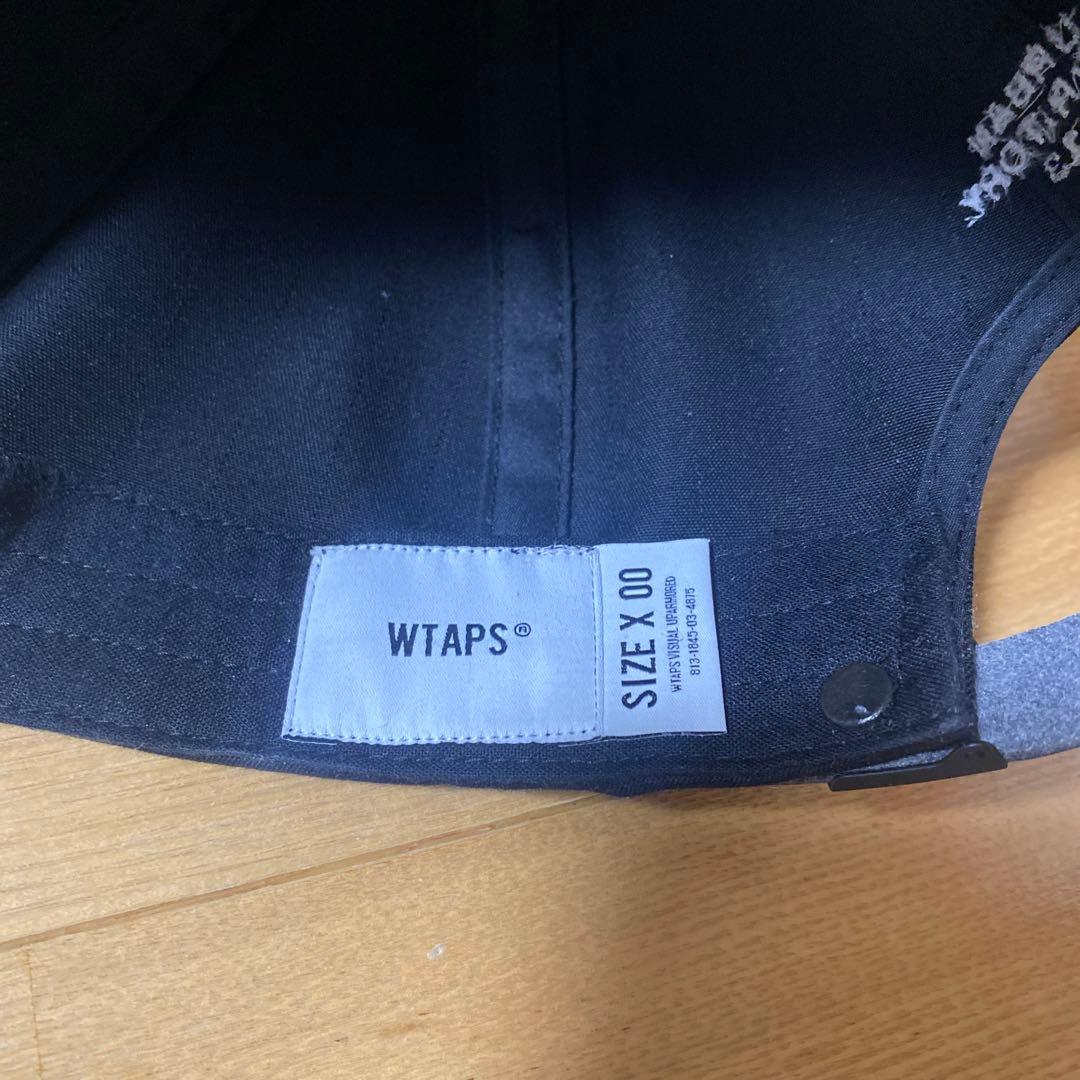 WTAPS®
SIZE X 00
WTAPS VISUAL UPARMORED
813-1845-03-4875